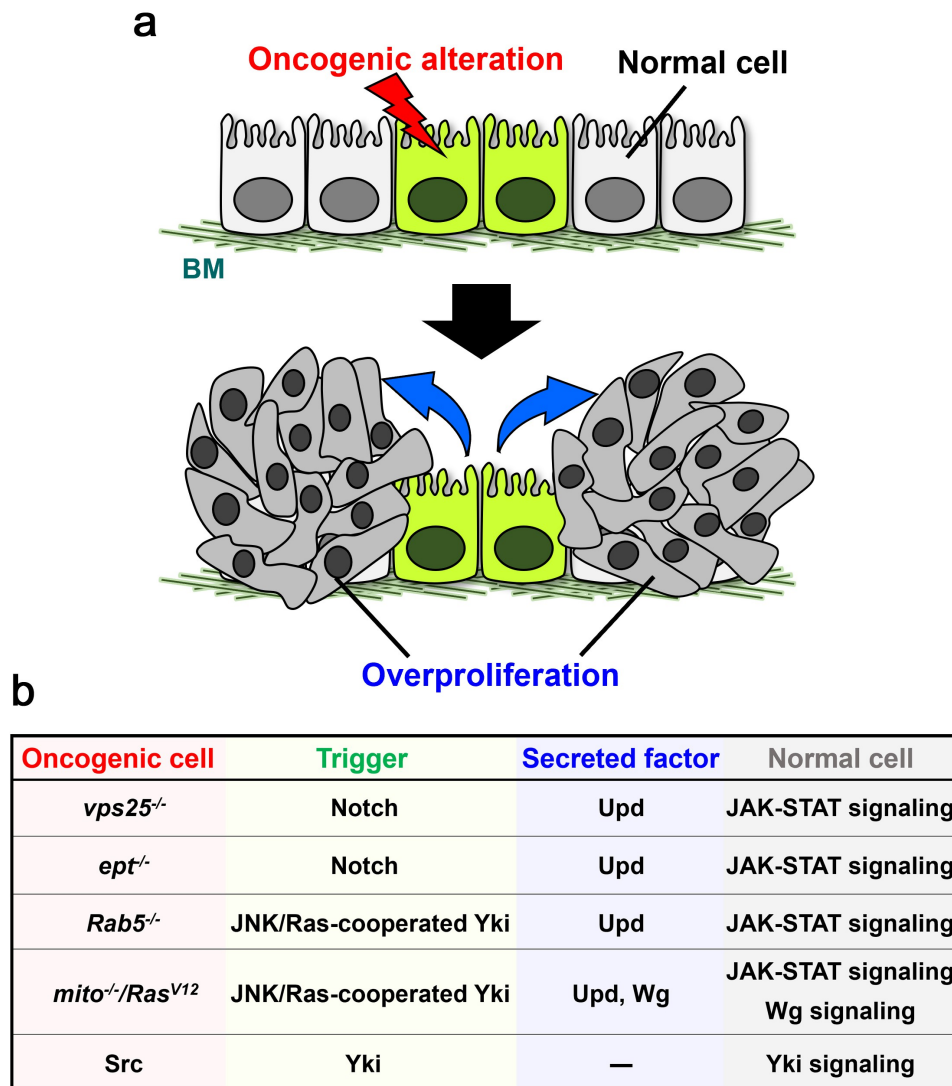 a
Oncogenic alteration
Normal cell
BM
Overproliferation
b
Oncogenic cell Trigger Secreted factor Normal cell
vps25-/- Notch Upd JAK-STAT signaling
ept-/- Notch Upd JAK-STAT signaling
Rab5-/- JNK/Ras-cooperated Yki Upd JAK-STAT signaling
mito-/-/RasV12 JNK/Ras-cooperated Yki Upd, Wg JAK-STAT signaling
Wg signaling
Src Yki — Yki signaling